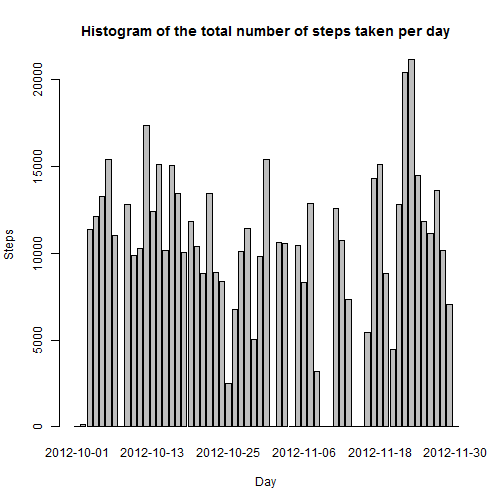 Histogram of the total number of steps taken per day
20000
15000
10000
5000
0
Steps
2012-10-01 2012-10-13 2012-10-25 2012-11-06 2012-11-18 2012-11-30
Day